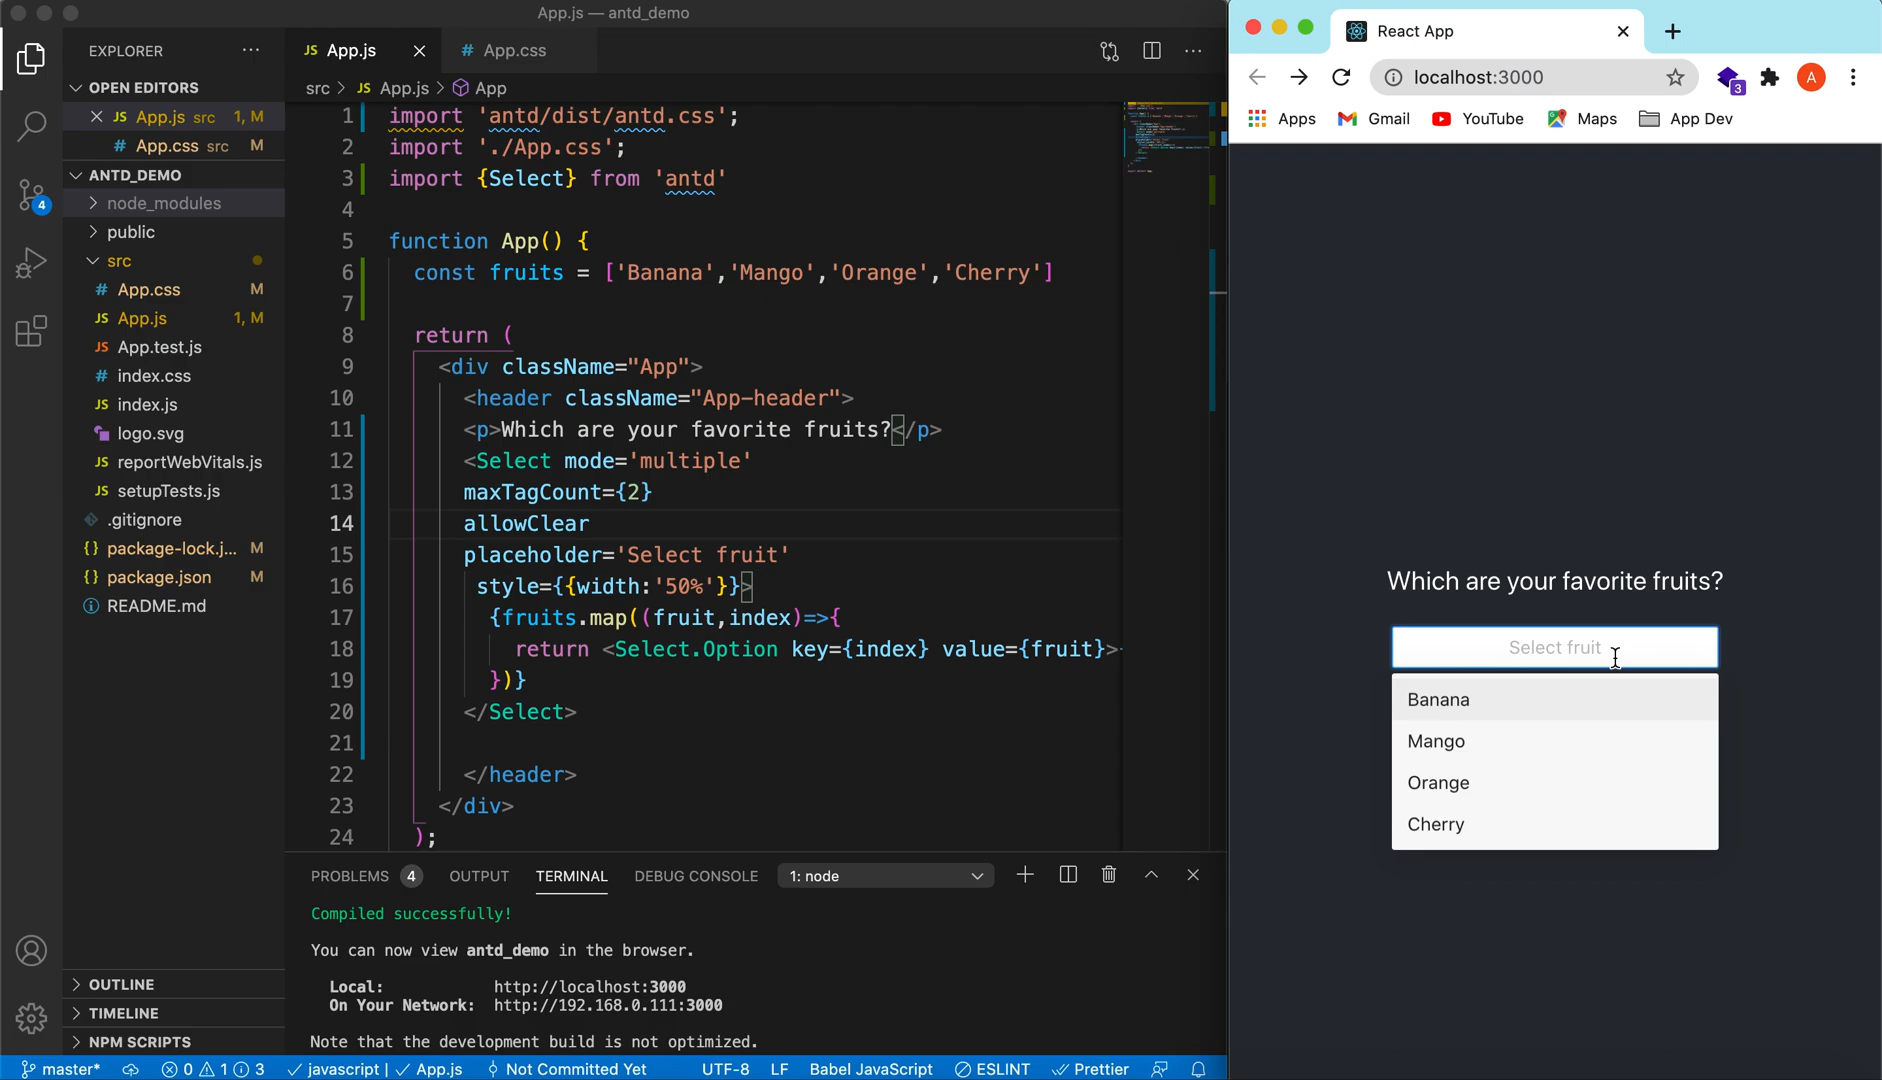 App.js — antd_demo
EXPLORER
OPEN EDITORS
JS App.js src 1, M
# App.css src M
ANTD_DEMO
node_modules
public
src
# App.css M
JS App.js 1, M
JS App.test.js
# index.css
JS index.js
logo.svg
JS reportWebVitals.js
JS setupTests.js
.gitignore
{} package-lock.j... M
{} package.json M
README.md
OUTLINE
TIMELINE
NPM SCRIPTS
4
JS App.js
# App.css
src > JS App.js > App
1 import 'antd/dist/antd.css';
2 import './App.css';
3 import {Select} from 'antd'
4
5 function App() {
6 const fruits = ['Banana','Mango','Orange','Cherry']
7
8 return (
9 <div className="App">
10 <header className="App-header">
11 <p>Which are your favorite fruits?</p>
12 <Select mode='multiple'
13 maxTagCount={2}
14 allowClear
15 placeholder='Select fruit'
16 style={{width:'50%'}}>
17 {fruits.map((fruit,index)=>{
18 return <Select.Option key={index} value={fruit}>
19 })}
20 </Select>
21
22 </header>
23 </div>
24 );
PROBLEMS 4 OUTPUT TERMINAL DEBUG CONSOLE 1: node
Compiled successfully!
You can now view antd_demo in the browser.
Local: http://localhost:3000
On Your Network: http://192.168.0.111:3000
Note that the development build is not optimized.
master* 0 1 3 javascript | App.js Not Committed Yet UTF-8 LF Babel JavaScript ESLINT Prettier
React App
localhost:3000
3
A
Apps Gmail YouTube Maps App Dev
Which are your favorite fruits?
Select fruit
Banana
Mango
Orange
Cherry